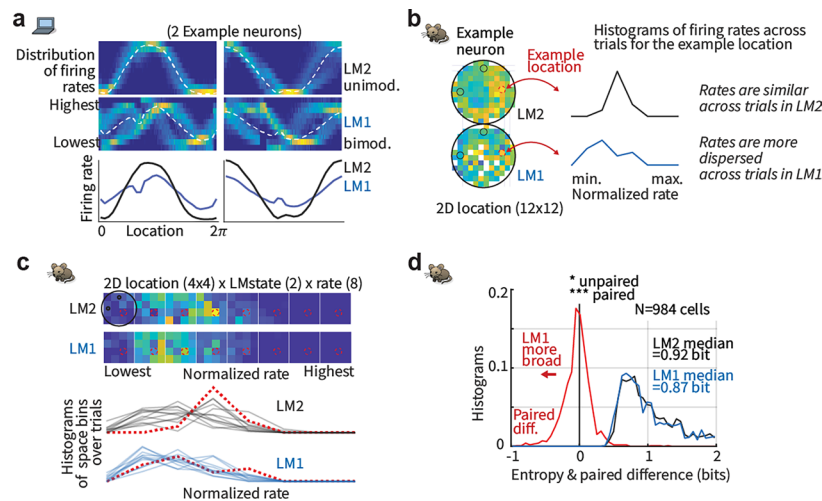 a
(2 Example neurons)
Distribution
of firing
rates
Highest
Lowest
LM2
unimod.
LM1
bimod.
Firing rate
LM2
LM1
0 Location 2π
b
Example
neuron
Example
location
LM2
LM1
2D location (12x12)
Histograms of firing rates across
trials for the example location
Rates are similar
across trials in LM2
Rates are more
dispersed
across trials in LM1
min. max.
Normalized rate
c
2D location (4x4) x LMstate (2) x rate (8)
LM2
LM1
Lowest Normalized rate Highest
Histograms
of space bins
over trials
LM2
LM1
Normalized rate
d
* unpaired
*** paired
N=984 cells
LM1
more
broad
LM2 median
=0.92 bit
LM1 median
=0.87 bit
Paired
diff.
Histograms
0.2
0.1
0
-1 0 1 2
Entropy & paired difference (bits)